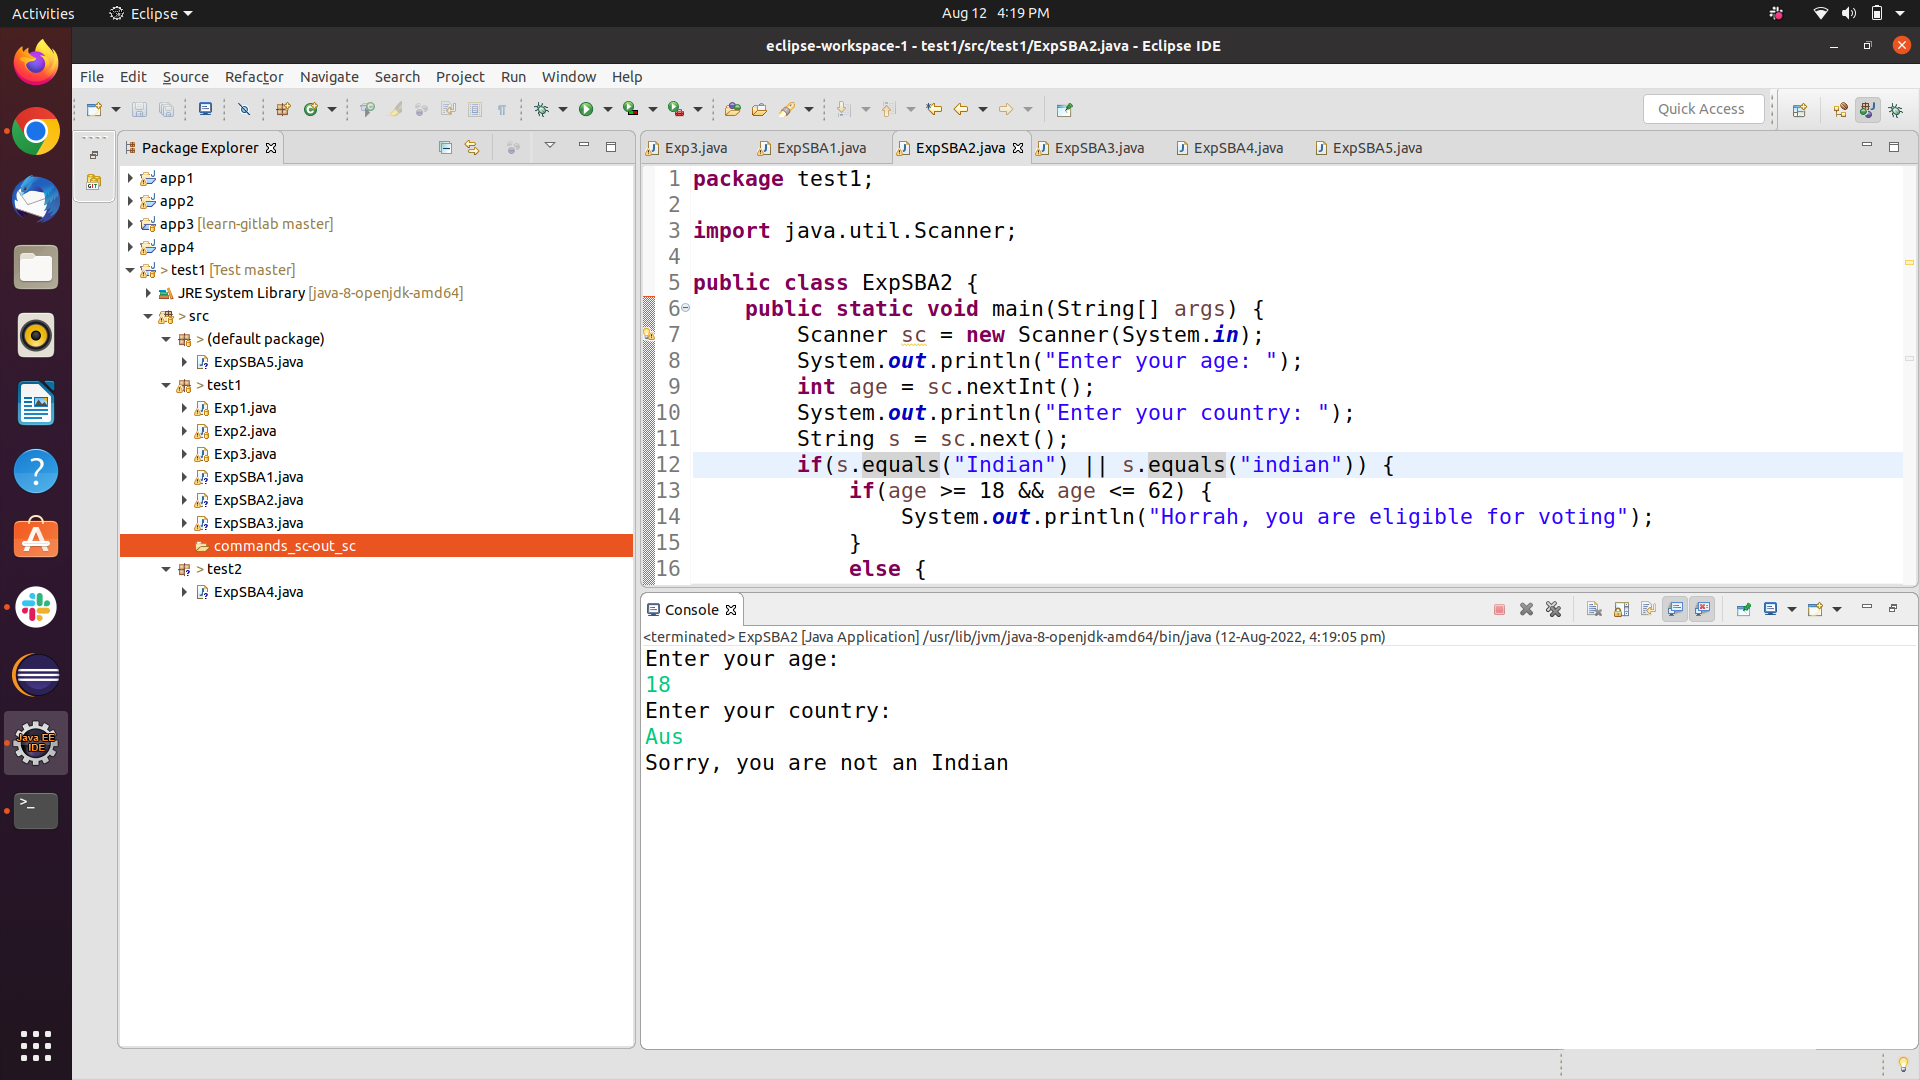 Activities
Eclipse
Aug 12 4:19 PM
eclipse-workspace-1 - test1/src/test1/ExpSBA2.java - Eclipse IDE
File Edit Source Refactor Navigate Search Project Run Window Help
Quick Access
Package Explorer
app1
app2
app3 [learn-gitlab master]
app4
> test1 [Test master]
JRE System Library [java-8-openjdk-amd64]
> src
> (default package)
ExpSBA5.java
> test1
Exp1.java
Exp2.java
Exp3.java
ExpSBA1.java
ExpSBA2.java
ExpSBA3.java
commands_sc-out_sc
> test2
ExpSBA4.java
Java EE
IDE
Exp3.java ExpSBA1.java ExpSBA2.java ExpSBA3.java ExpSBA4.java ExpSBA5.java
1 package test1;
2
3 import java.util.Scanner;
4
5 public class ExpSBA2 {
6 public static void main(String[] args) {
7 Scanner sc = new Scanner(System.in);
8 System.out.println("Enter your age: ");
9 int age = sc.nextInt();
10 System.out.println("Enter your country: ");
11 String s = sc.next();
12 if(s.equals("Indian") || s.equals("indian")) {
13 if(age >= 18 && age <= 62) {
14 System.out.println("Horrah, you are eligible for voting");
15 }
16 else {
Console
<terminated> ExpSBA2 [Java Application] /usr/lib/jvm/java-8-openjdk-amd64/bin/java (12-Aug-2022, 4:19:05 pm)
Enter your age:
18
Enter your country:
Aus
Sorry, you are not an Indian